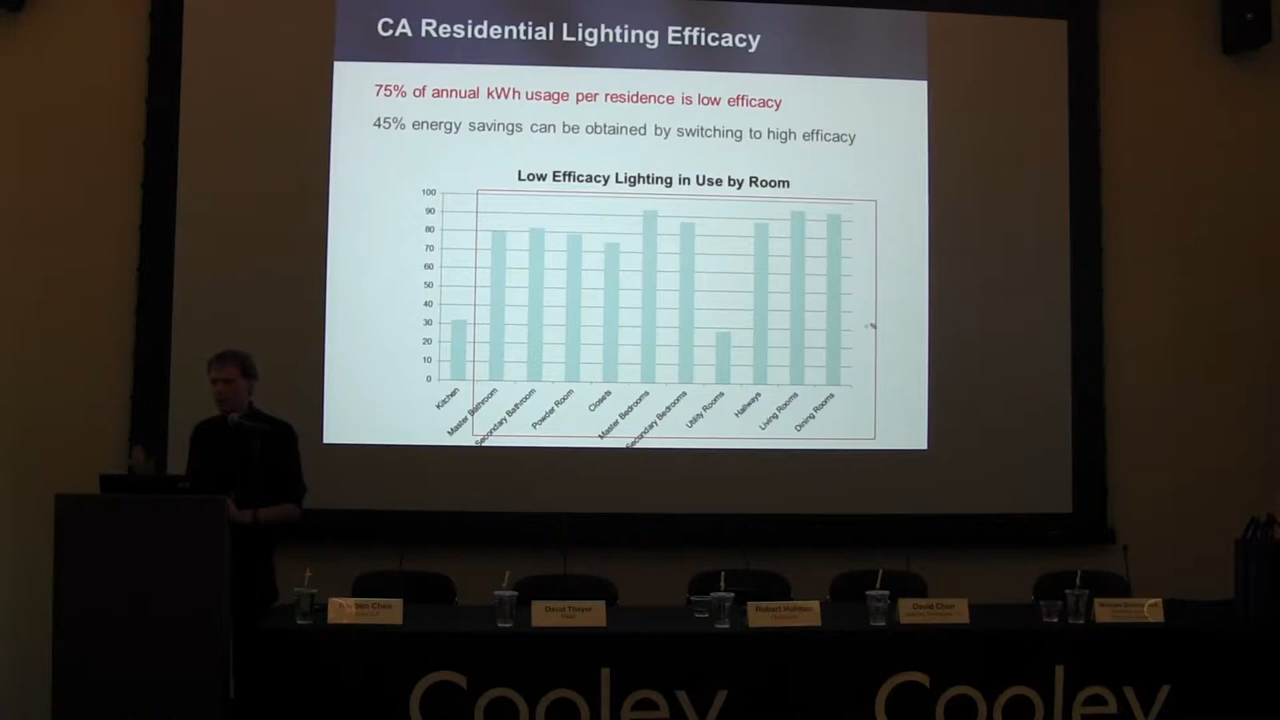 CA Residential Lighting Efficacy
75% of annual kWh usage per residence is low efficacy
45% energy savings can be obtained by switching to high efficacy
Low Efficacy Lighting in Use by Room
100
90
80
70
60
50
40
30
20
10
0
%
Kitchen
Master Bathroom
Secondary Bathroom
Powder Room
Closets
Master Bedrooms
Secondary Bedrooms
Utility Rooms
Hallways
Living Rooms
Dining Rooms
Chen
David Thayer
Robert
David Chen
Cooley
Cooley